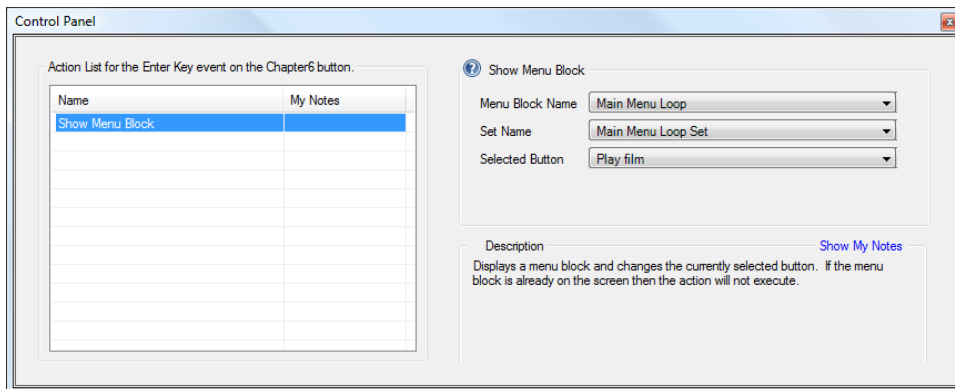 Control Panel
Action List for the Enter Key event on the Chapter6 button.
Name My Notes
Show Menu Block
Show Menu Block
Menu Block Name Main Menu Loop
Set Name Main Menu Loop Set
Selected Button Play film
Description Show My Notes
Displays a menu block and changes the currently selected button. If the menu
block is already on the screen then the action will not execute.